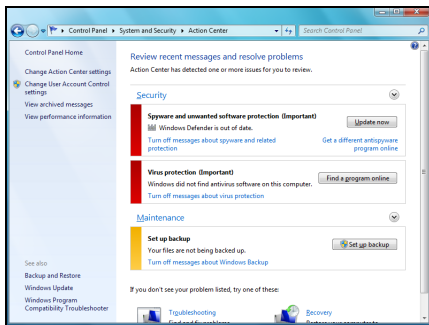 Control Panel ▸ System and Security ▸ Action Center
Search Control Panel
Control Panel Home
Change Action Center settings
Change User Account Control
settings
View archived messages
View performance information
See also
Backup and Restore
Windows Update
Windows Program
Compatibility Troubleshooter
Review recent messages and resolve problems
Action Center has detected one or more issues for you to review.
Security
Spyware and unwanted software protection (Important)
Update now
Windows Defender is out of date.
Turn off messages about spyware and related
protection
Get a different antispyware
program online
Virus protection (Important)
Find a program online
Windows did not find antivirus software on this computer.
Turn off messages about virus protection
Maintenance
Set up backup
Set up backup
Your files are not being backed up.
Turn off messages about Windows Backup
If you don't see your problem listed, try one of these:
Troubleshooting
Recovery